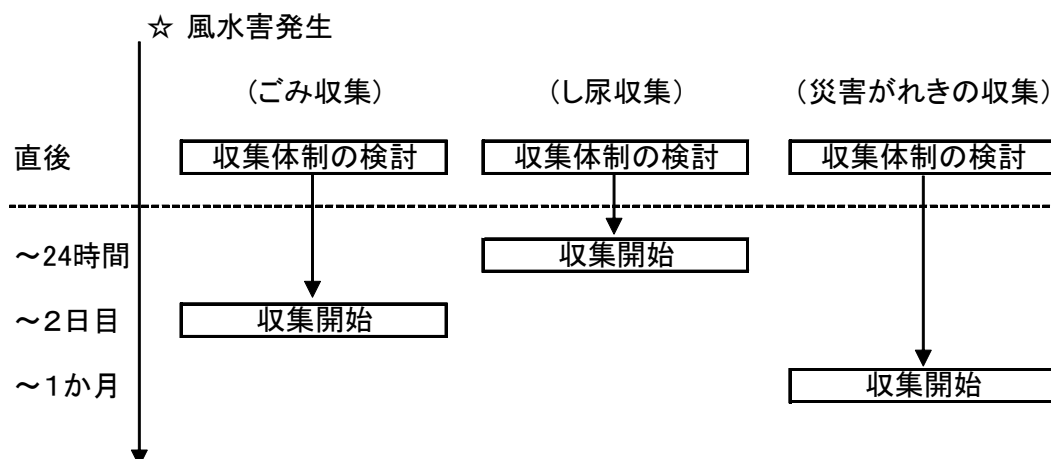 ☆ 風水害発生
(ごみ収集) (し尿収集) (災害がれきの収集)
直後 収集体制の検討 収集体制の検討 収集体制の検討
～24時間 収集開始
～２日目 収集開始
～１か月 収集開始